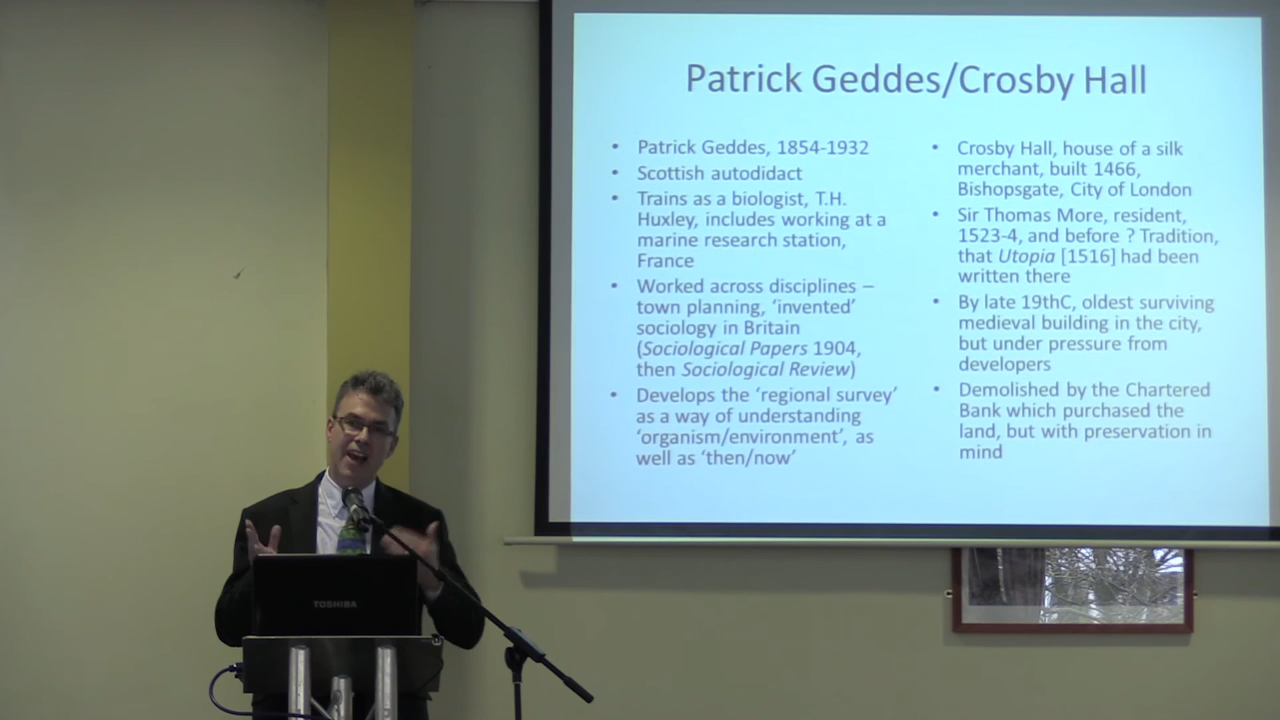 Patrick Geddes/Crosby Hall
• Patrick Geddes, 1854-1932
• Scottish autodidact
• Trains as a biologist, T.H.
Huxley, includes working at a
marine research station,
France
• Worked across disciplines –
town planning, ‘invented’
sociology in Britain
(Sociological Papers 1904,
then Sociological Review)
• Develops the ‘regional survey’
as a way of understanding
‘organism/environment’, as
well as ‘then/now’
• Crosby Hall, house of a silk
merchant, built 1466,
Bishopsgate, City of London
• Sir Thomas More, resident,
1523-4, and before ? Tradition,
that Utopia [1516] had been
written there
• By late 19thC, oldest surviving
medieval building in the city,
but under pressure from
developers
• Demolished by the Chartered
Bank which purchased the
land, but with preservation in
mind
TOSHIBA